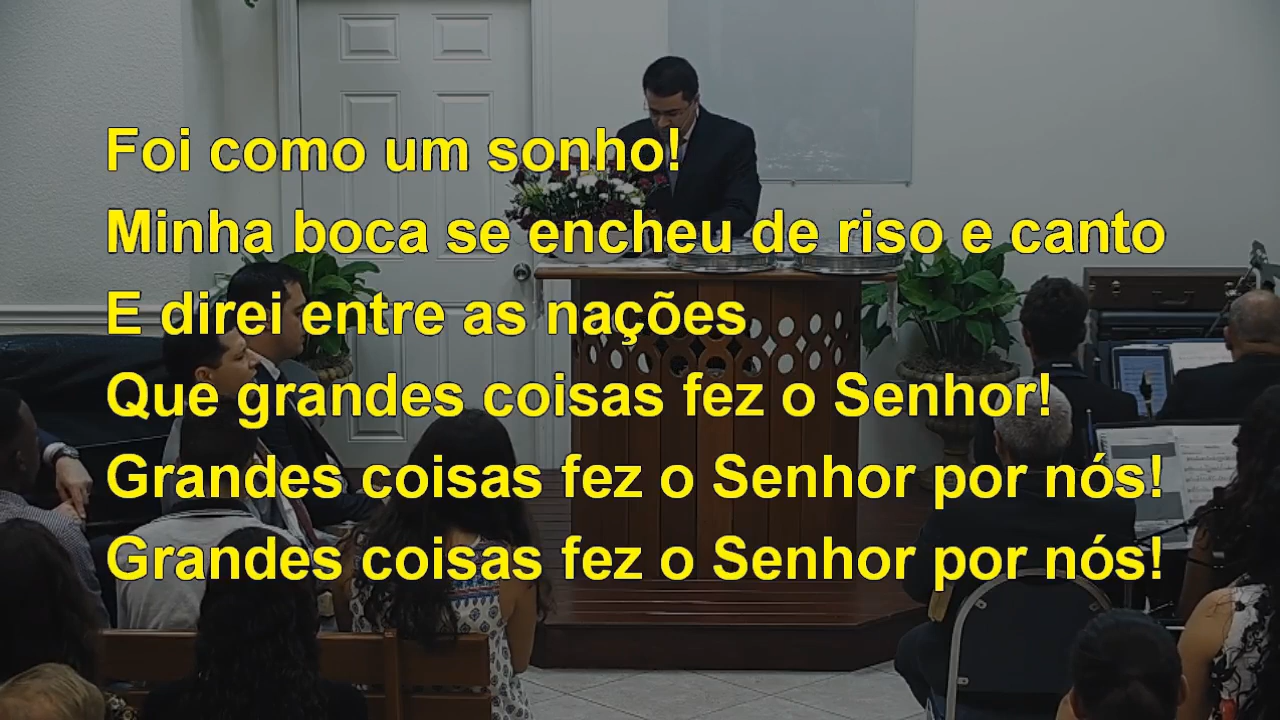 Foi como um sonho!
Minha boca se encheu de riso e canto
E direi entre as nações
Que grandes coisas fez o Senhor!
Grandes coisas fez o Senhor por nós!
Grandes coisas fez o Senhor por nós!